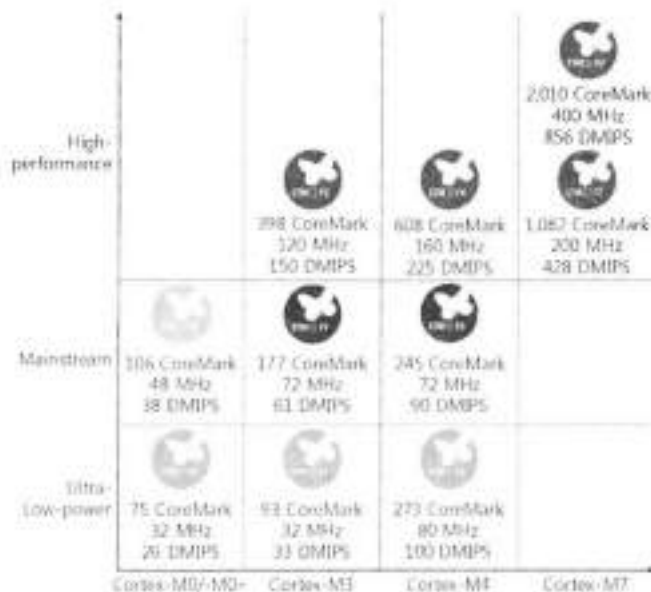 2,010 CoreMark
400 MHz
856 DMIPS
High-
performance
398 CoreMark
120 MHz
150 DMIPS
608 CoreMark
160 MHz
225 DMIPS
1,082 CoreMark
200 MHz
428 DMIPS
Mainstream
106 CoreMark
48 MHz
38 DMIPS
177 CoreMark
72 MHz
61 DMIPS
245 CoreMark
72 MHz
90 DMIPS
Ultra-
Low-power
75 CoreMark
32 MHz
26 DMIPS
93 CoreMark
32 MHz
33 DMIPS
273 CoreMark
80 MHz
100 DMIPS
Cortex-M0/-M0+
Cortex-M3
Cortex-M4
Cortex-M7